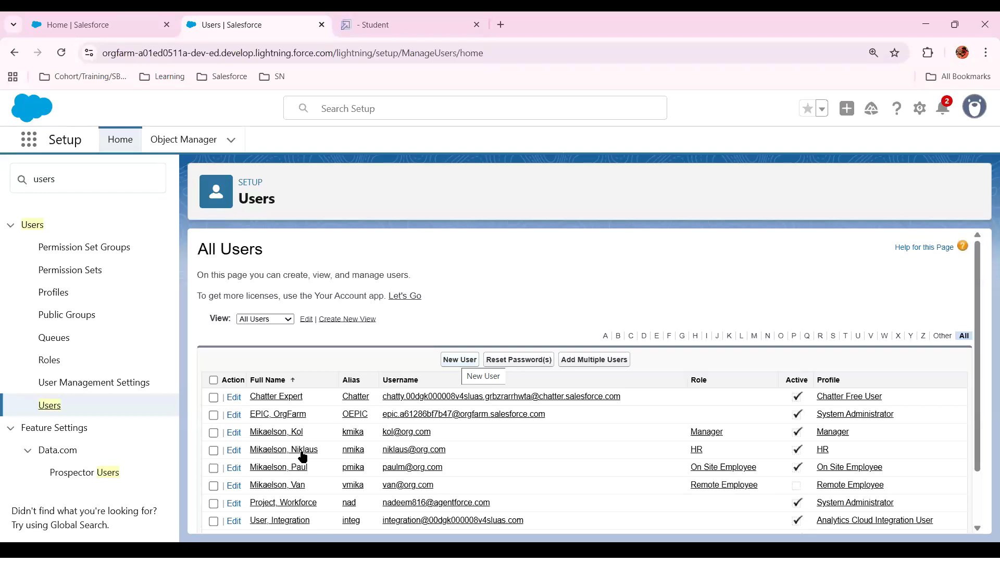 Home | Salesforce
Users | Salesforce
- Student
orgfarm-a01ed0511a-dev-ed.develop.lightning.force.com/lightning/setup/ManageUsers/home
Cohort/Training/SB...
Learning
Salesforce
SN
All Bookmarks
Search Setup
2
Setup
Home
Object Manager
users
Users
Permission Set Groups
Permission Sets
Profiles
Public Groups
Queues
Roles
User Management Settings
Users
Feature Settings
Data.com
Prospector Users
Didn't find what you're looking for?
Try using Global Search.
SETUP
Users
All Users
Help for this Page ?
On this page you can create, view, and manage users.
To get more licenses, use the Your Account app. Let's Go
View: All Users Edit | Create New View
A | B | C | D | E | F | G | H | I | J | K | L | M | N | O | P | Q | R | S | T | U | V | W | X | Y | Z | Other All
New User Reset Password(s) Add Multiple Users
New User
Action Full Name ↑ Alias Username Role Active Profile
| Edit Chatter Expert Chatter chatty.00dgk000008v4sluas.grbzrarrhwta@chatter.salesforce.com Chatter Free User
| Edit EPIC, OrgFarm OEPIC epic.a61286bf7b47@orgfarm.salesforce.com System Administrator
| Edit Mikaelson, Kol kmika kol@org.com Manager Manager
| Edit Mikaelson, Niklaus nmika niklaus@org.com HR HR
| Edit Mikaelson, Paul pmika paulm@org.com On Site Employee On Site Employee
| Edit Mikaelson, Van vmika van@org.com Remote Employee Remote Employee
| Edit Project, Workforce nad nadeem816@agentforce.com System Administrator
| Edit User, Integration integ integration@00dgk000008v4sluas.com Analytics Cloud Integration User